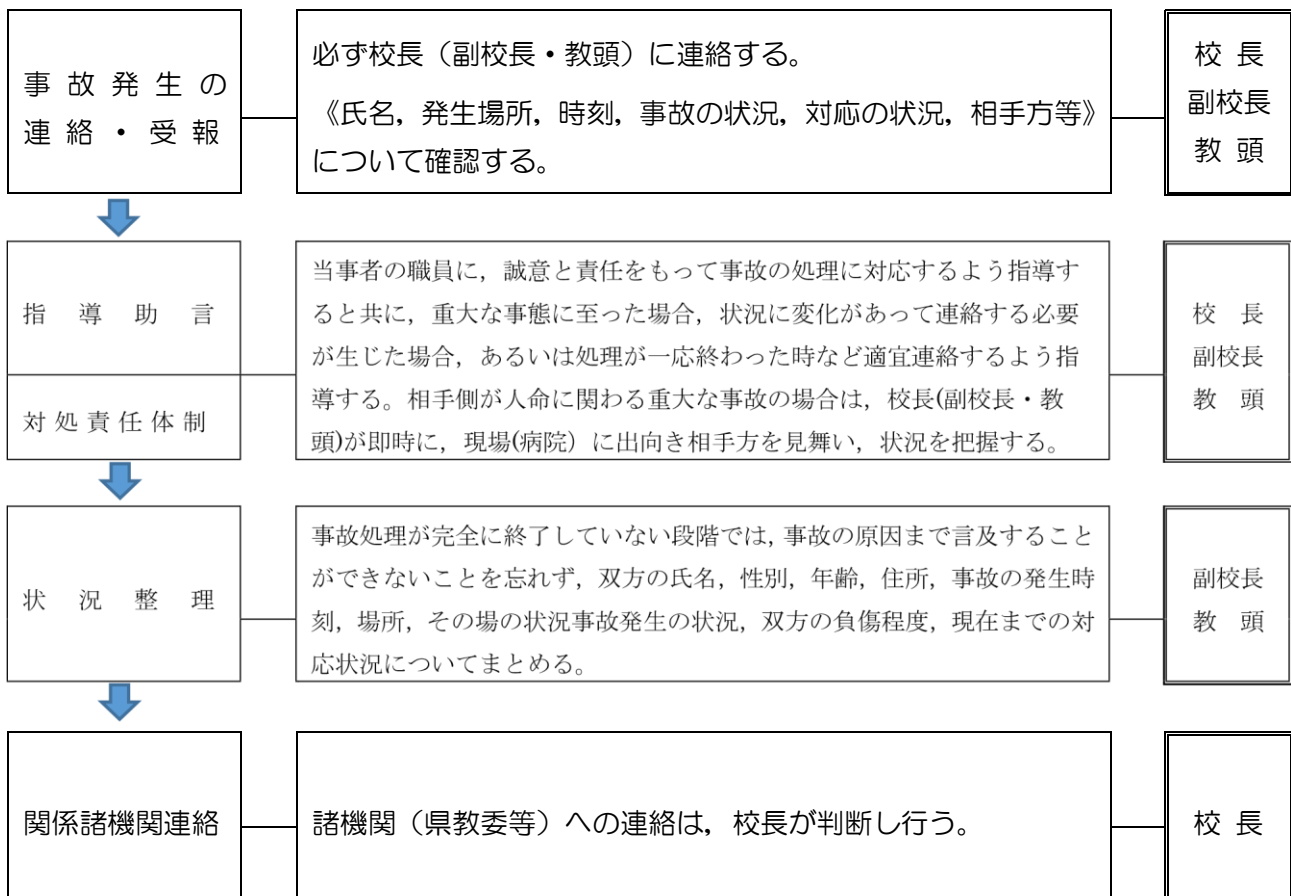 事故発生の
連絡・受報
必ず校長（副校長・教頭）に連絡する。
《氏名，発生場所，時刻，事故の状況，対応の状況，相手方等》
について確認する。
校長
副校長
教頭
指導助言
対処責任体制
当事者の職員に，誠意と責任をもって事故の処理に対応するよう指導す
ると共に，重大な事態に至った場合，状況に変化があって連絡する必要
が生じた場合，あるいは処理が一応終わった時など適宜連絡するよう指
導する。相手側が人命に関わる重大な事故の場合は，校長(副校長・教
頭)が即時に，現場(病院）に出向き相手方を見舞い，状況を把握する。
校長
副校長
教頭
状況整理
事故処理が完全に終了していない段階では，事故の原因まで言及すること
ができないことを忘れず，双方の氏名，性別，年齢，住所，事故の発生時
刻，場所，その場の状況事故発生の状況，双方の負傷程度，現在までの対
応状況についてまとめる。
副校長
教頭
関係諸機関連絡
諸機関（県教委等）への連絡は，校長が判断し行う。
校長